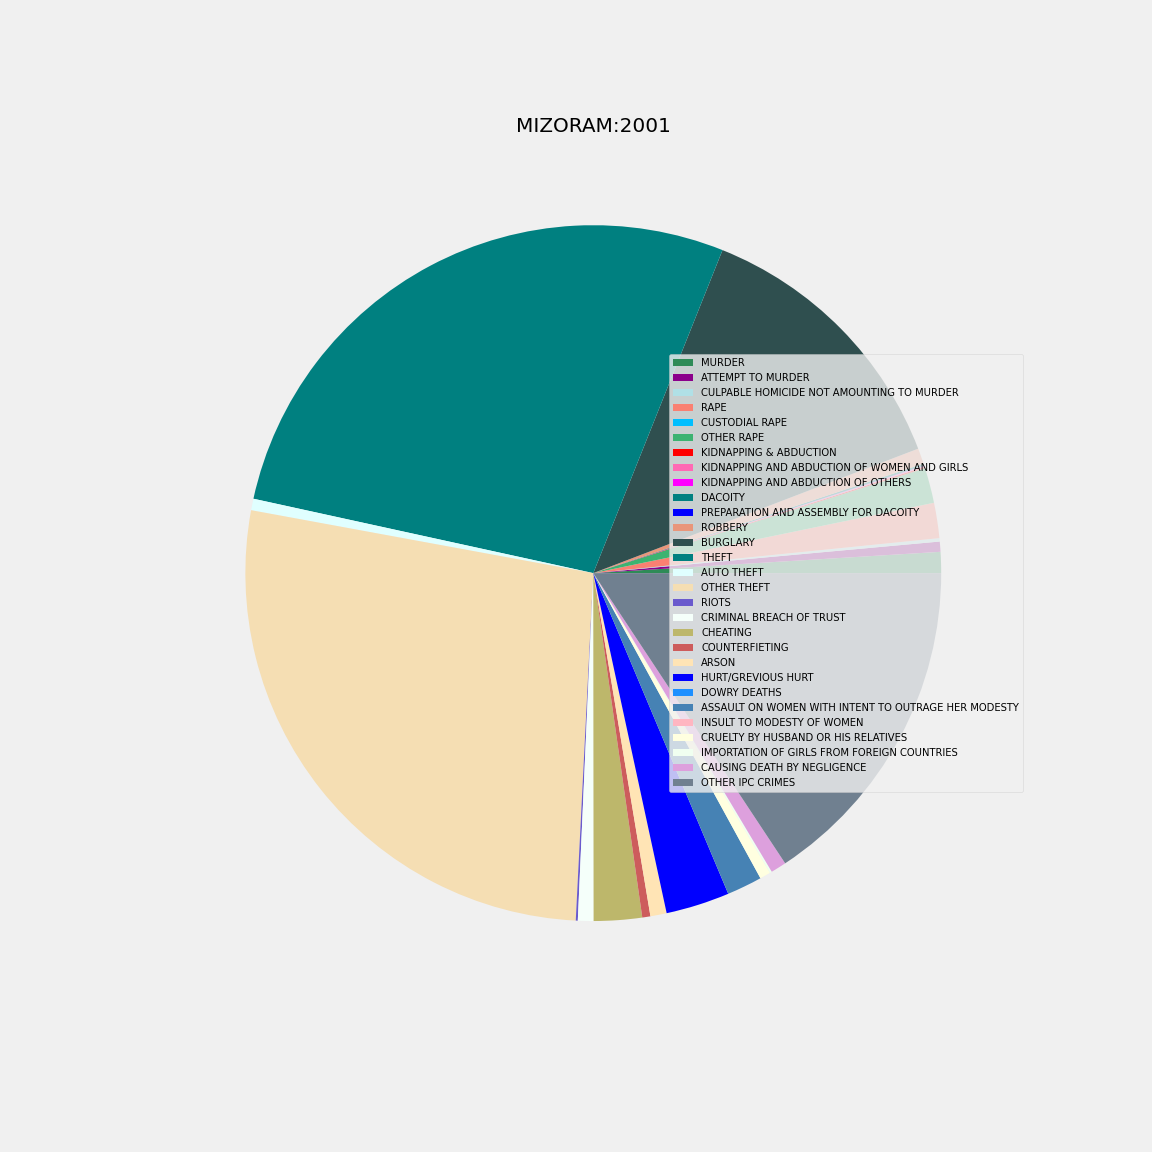 MIZORAM:2001
MURDER
ATTEMPT TO MURDER
CULPABLE HOMICIDE NOT AMOUNTING TO MURDER
RAPE
CUSTODIAL RAPE
OTHER RAPE
KIDNAPPING & ABDUCTION
KIDNAPPING AND ABDUCTION OF WOMEN AND GIRLS
KIDNAPPING AND ABDUCTION OF OTHERS
DACOITY
PREPARATION AND ASSEMBLY FOR DACOITY
ROBBERY
BURGLARY
THEFT
AUTO THEFT
OTHER THEFT
RIOTS
CRIMINAL BREACH OF TRUST
CHEATING
COUNTERFIETING
ARSON
HURT/GREVIOUS HURT
DOWRY DEATHS
ASSAULT ON WOMEN WITH INTENT TO OUTRAGE HER MODESTY
INSULT TO MODESTY OF WOMEN
CRUELTY BY HUSBAND OR HIS RELATIVES
IMPORTATION OF GIRLS FROM FOREIGN COUNTRIES
CAUSING DEATH BY NEGLIGENCE
OTHER IPC CRIMES